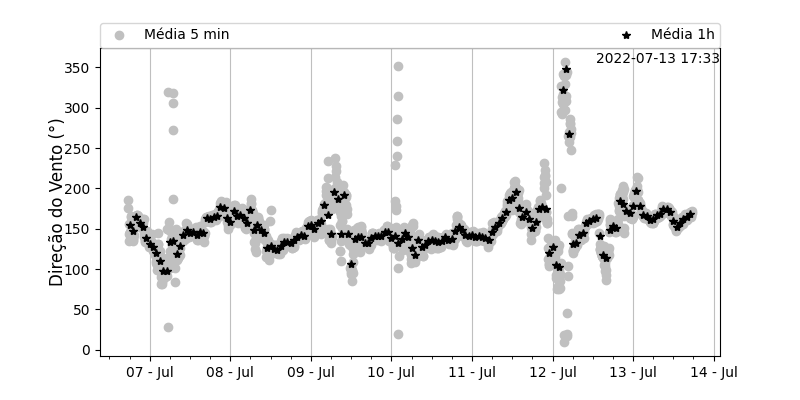 Média 5 min
Média 1h
2022-07-13 17:33
Direção do Vento (°)
350
300
250
200
150
100
50
0
07 - Jul
08 - Jul
09 - Jul
10 - Jul
11 - Jul
12 - Jul
13 - Jul
14 - Jul